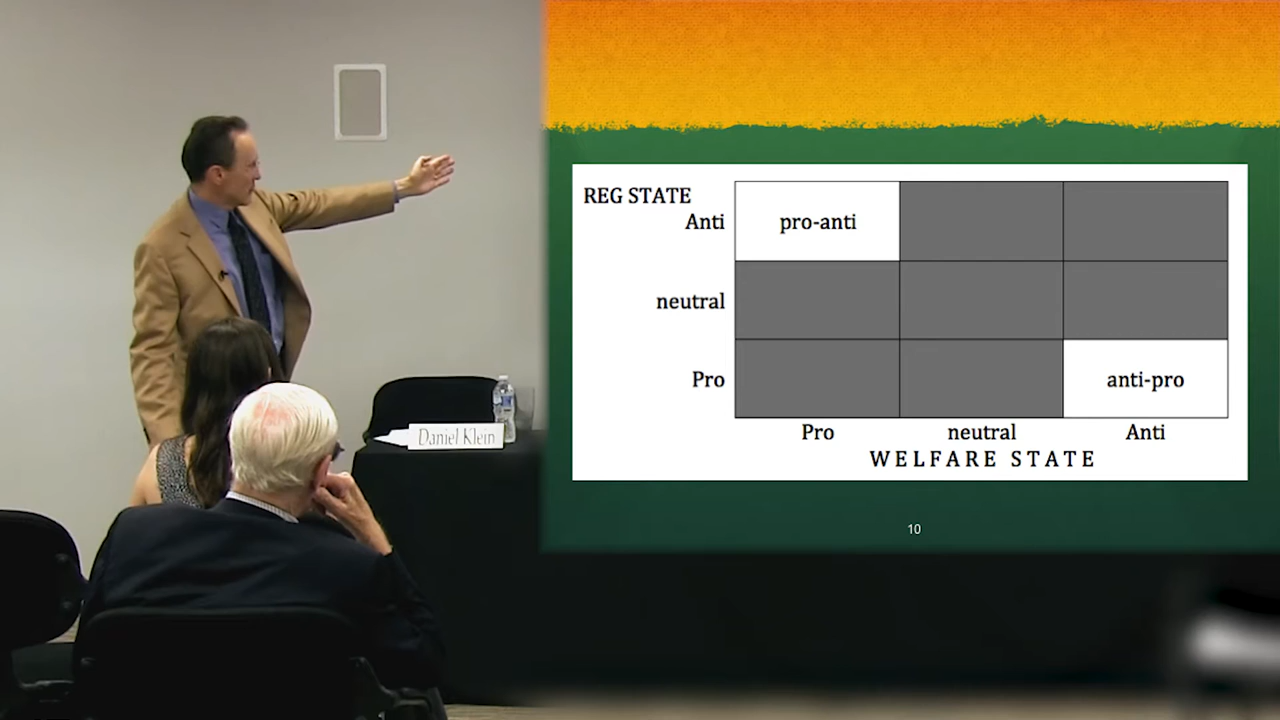 REG STATE
Anti
pro-anti
neutral
Pro
anti-pro
Pro neutral Anti
WELFARE STATE
10
Daniel Klein